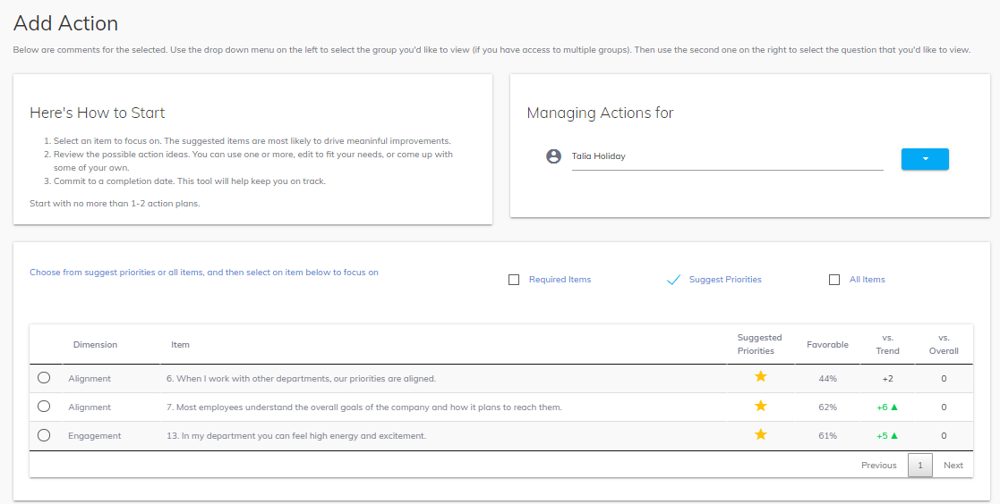 Add Action
Below are comments for the selected. Use the drop down menu on the left to select the group you'd like to view (if you have access to multiple groups). Then use the second one on the right to select the question that you'd like to view.
Here's How to Start
1. Select an item to focus on. The suggested items are most likely to drive meaninful improvements.
2. Review the possible action ideas. You can use one or more, edit to fit your needs, or come up with
some of your own.
3. Commit to a completion date. This tool will help keep you on track.
Start with no more than 1-2 action plans.
Managing Actions for
Talia Holiday
Choose from suggest priorities or all items, and then select on item below to focus on
Required Items
Suggest Priorities
All Items
Dimension Item Suggested Priorities Favorable vs. Trend vs. Overall
Alignment 6. When I work with other departments, our priorities are aligned. 44% +2 0
Alignment 7. Most employees understand the overall goals of the company and how it plans to reach them. 62% +6 0
Engagement 13. In my department you can feel high energy and excitement. 61% +5 0
Previous 1 Next